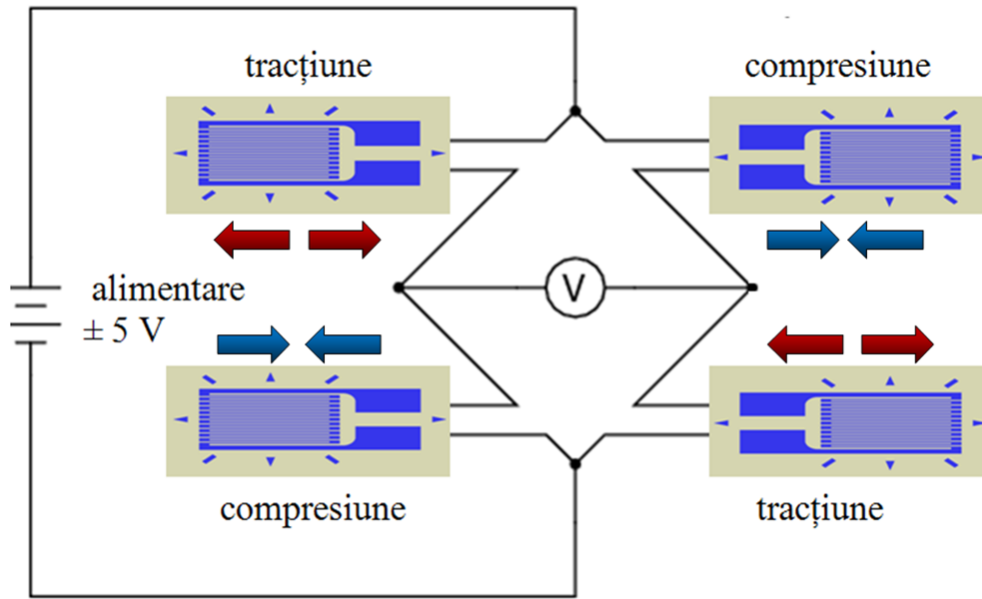 tracțiune
compresiune
V
alimentare
± 5 V
compresiune
tracțiune